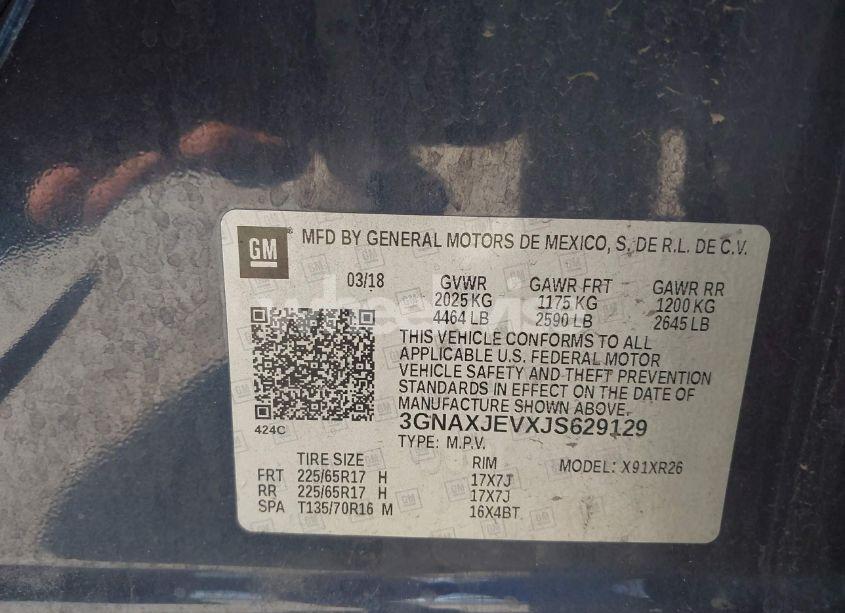 GM ® MFD BY GENERAL MOTORS DE MEXICO, S. DE R.L. DE C.V.
03/18 GVWR GAWR FRT GAWR RR
2025 KG 1175 KG 1200 KG
4464 LB 2590 LB 2645 LB
THIS VEHICLE CONFORMS TO ALL
APPLICABLE U.S. FEDERAL MOTOR
VEHICLE SAFETY AND THEFT PREVENTION
STANDARDS IN EFFECT ON THE DATE OF
MANUFACTURE SHOWN ABOVE.
424C
3GNAXJEVXJS629129
TYPE: M.P.V.
TIRE SIZE RIM MODEL: X91XR26
FRT 225/65R17 H 17X7J
RR 225/65R17 H 17X7J
SPA T135/70R16 M 16X4BT